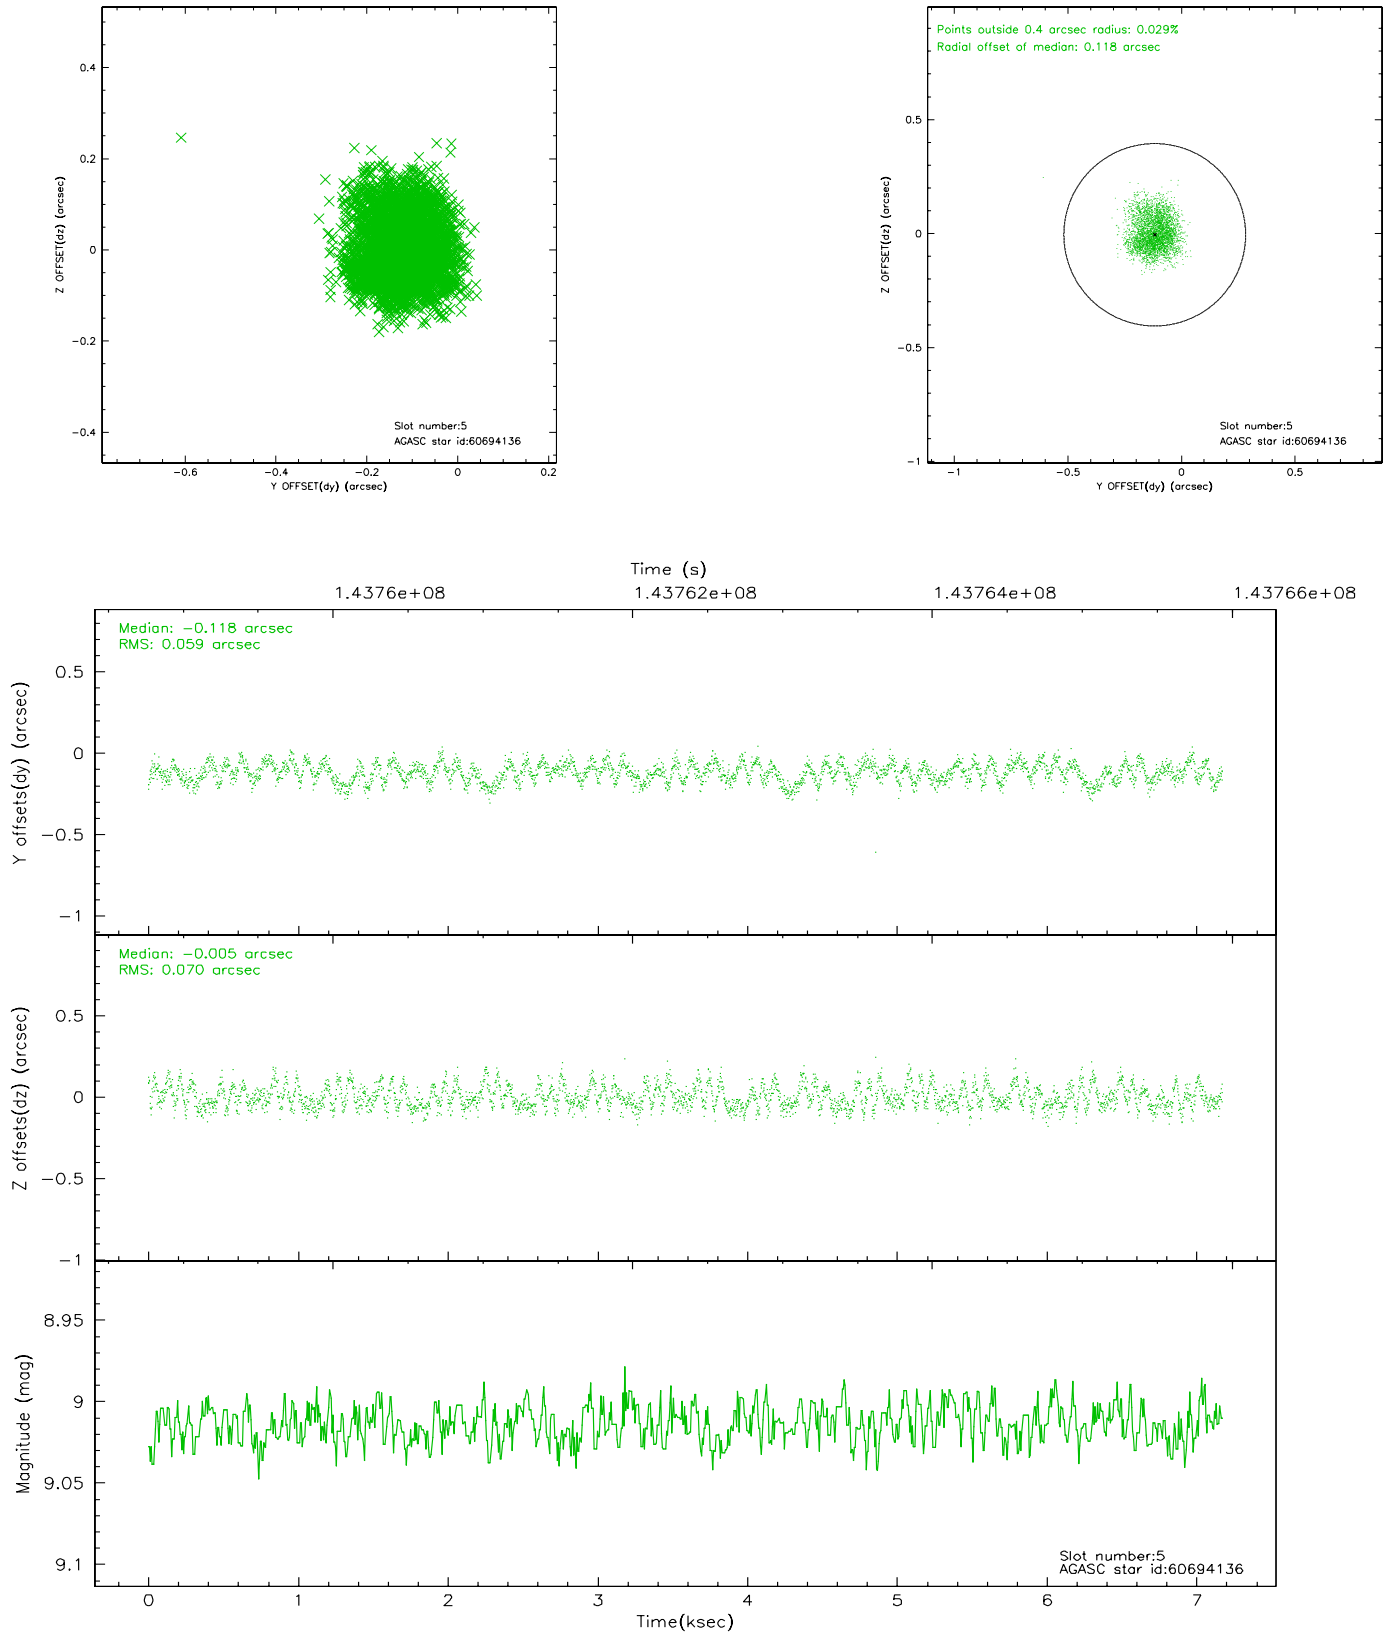 0.4
0.2
0
−0.2
−0.4
Z OFFSET(dz) (arcsec)
Slot number:5
AGASC star id:60694136
−0.6
−0.4
−0.2
0
0.2
Y OFFSET(dy) (arcsec)
Points outside 0.4 arcsec radius: 0.029%
Radial offset of median: 0.118 arcsec
0.5
0
−0.5
−1
Z OFFSET(dz) (arcsec)
Slot number:5
AGASC star id:60694136
−1
−0.5
0
0.5
Y OFFSET(dy) (arcsec)
Time (s)
1.4376e+08
1.43762e+08
1.43764e+08
1.43766e+08
Median: −0.118 arcsec
RMS: 0.059 arcsec
0.5
0
−0.5
−1
Y offsets(dy) (arcsec)
Median: −0.005 arcsec
RMS: 0.070 arcsec
0.5
0
−0.5
−1
Z offsets(dz) (arcsec)
8.95
9
9.05
9.1
Magnitude (mag)
Slot number:5
AGASC star id:60694136
0
1
2
3
4
5
6
7
Time(ksec)